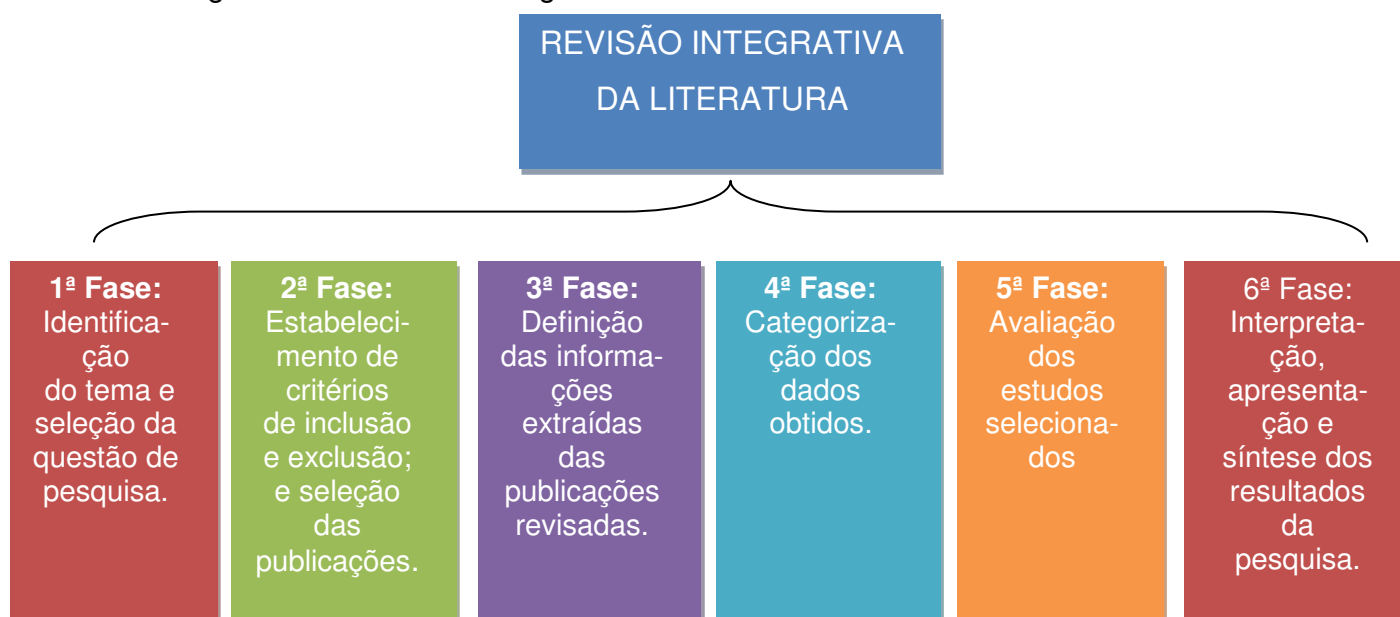 REVISÃO INTEGRATIVA
DA LITERATURA
1ª Fase:
Identifica-
ção
do tema e
seleção da
questão de
pesquisa.
2ª Fase:
Estabeleci-
mento de
critérios
de inclusão
e exclusão;
e seleção
das
publicações.
3ª Fase:
Definição
das informa-
ções
extraídas
das
publicações
revisadas.
4ª Fase:
Categoriza-
ção dos
dados
obtidos.
5ª Fase:
Avaliação
dos
estudos
seleciona-
dos
6ª Fase:
Interpreta-
ção,
apresenta-
ção e
síntese dos
resultados
da
pesquisa.